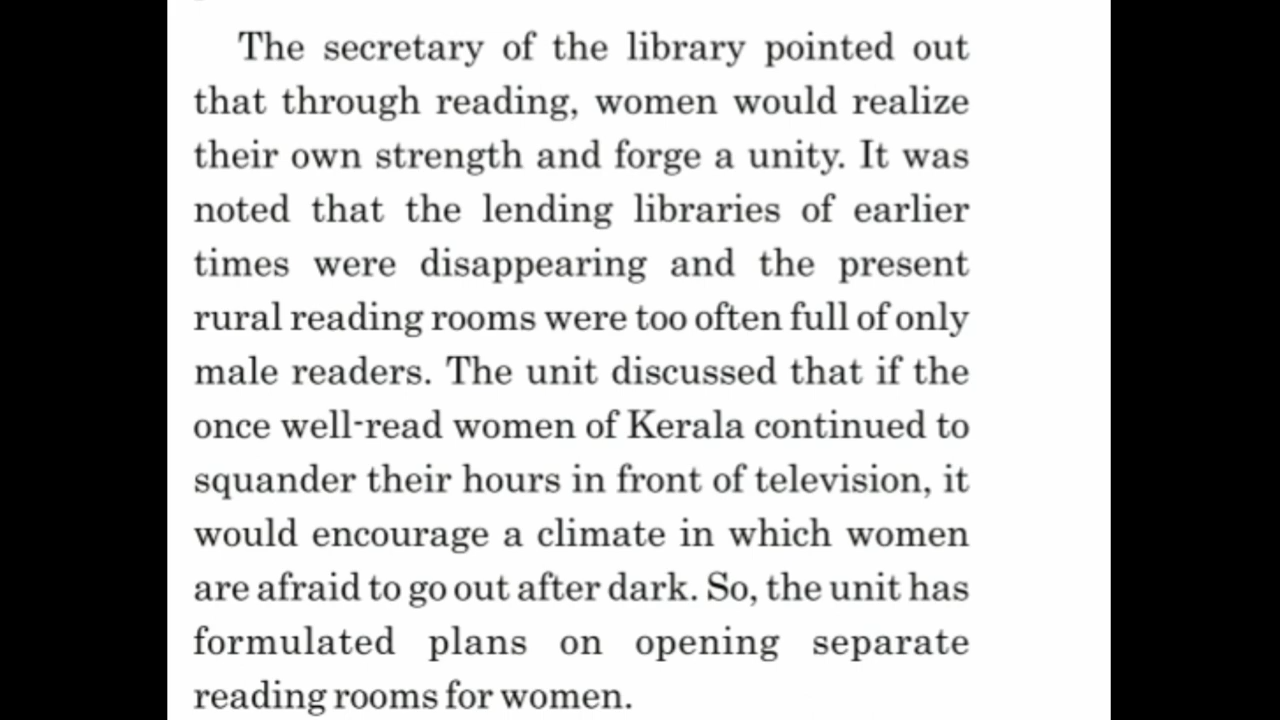 The secretary of the library pointed out
that through reading, women would realize
their own strength and forge a unity. It was
noted that the lending libraries of earlier
times were disappearing and the present
rural reading rooms were too often full of only
male readers. The unit discussed that if the
once well-read women of Kerala continued to
squander their hours in front of television, it
would encourage a climate in which women
are afraid to go out after dark. So, the unit has
formulated plans on opening separate
reading rooms for women.